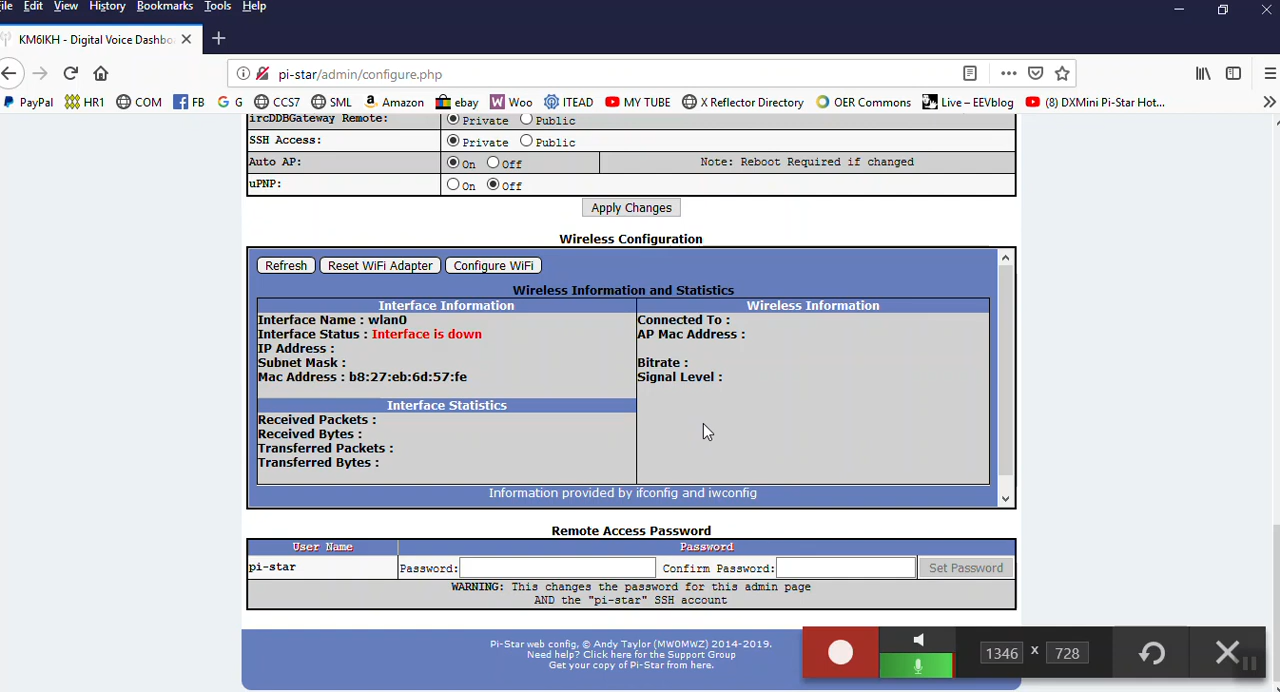 ile Edit View History Bookmarks Tools Help
KM6IKH - Digital Voice Dashbo
pi-star/admin/configure.php
PayPal HR1 COM FB G CCS7 SML Amazon ebay Woo ITEAD MY TUBE X Reflector Directory OER Commons Live – EEVblog (8) DXMini Pi-Star Hot...
ircDDBGateway Remote: Private Public
SSH Access: Private Public
Auto AP: On Off Note: Reboot Required if changed
uPNP: On Off
Apply Changes
Wireless Configuration
Refresh Reset WiFi Adapter Configure WiFi
Wireless Information and Statistics
Interface Information
Interface Name : wlan0
Interface Status : Interface is down
IP Address :
Subnet Mask :
Mac Address : b8:27:eb:6d:57:fe
Interface Statistics
Received Packets :
Received Bytes :
Transferred Packets :
Transferred Bytes :
Wireless Information
Connected To :
AP Mac Address :
Bitrate :
Signal Level :
Information provided by ifconfig and iwconfig
Remote Access Password
User Name Password
pi-star Password: Confirm Password: Set Password
WARNING: This changes the password for this admin page
AND the "pi-star" SSH account
Pi-Star web config, © Andy Taylor (MW0MWZ) 2014-2019.
Need help? Click here for the Support Group
Get your copy of Pi-Star from here.
1346 x 728